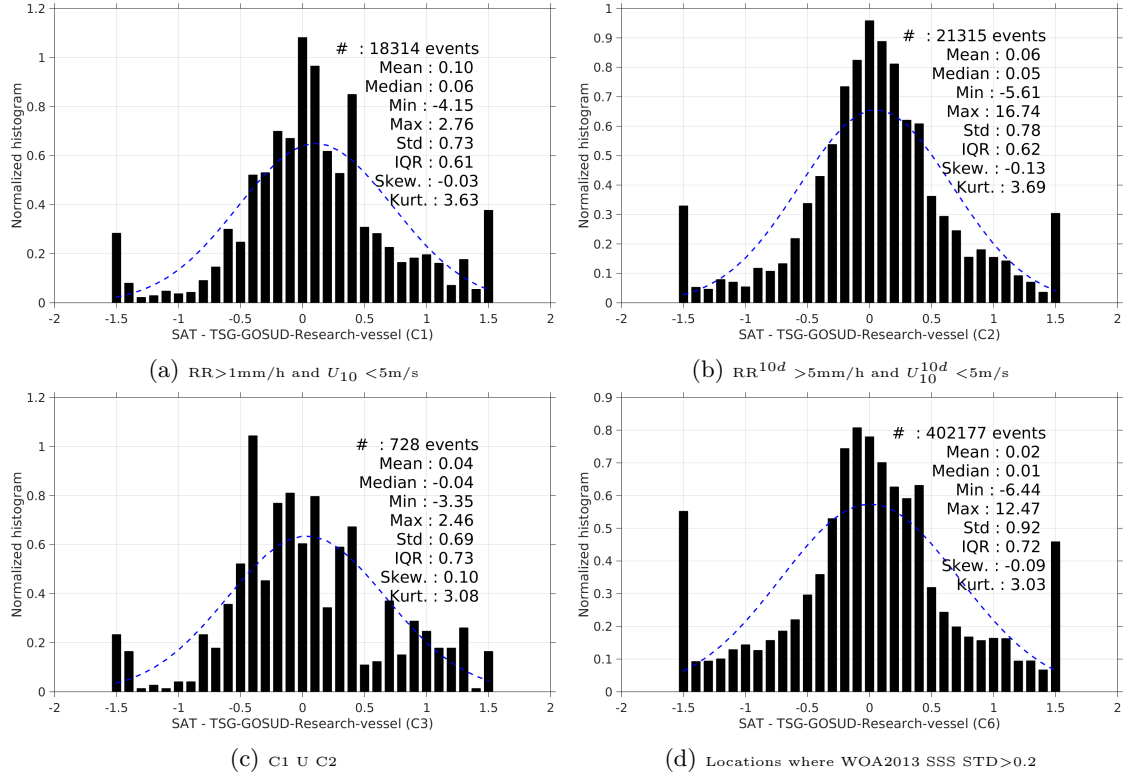 1.2
1
0.8
0.6
0.4
0.2
0
Normalized histogram
# : 18314 events
Mean : 0.10
Median : 0.06
Min : -4.15
Max : 2.76
Std : 0.73
IQR : 0.61
Skew. : -0.03
Kurt. : 3.63
-2 -1.5 -1 -0.5 0 0.5 1 1.5 2
SAT - TSG-GOSUD-Research-vessel (C1)
(a) RR>1mm/h and U10 <5m/s
1
0.9
0.8
0.7
0.6
0.5
0.4
0.3
0.2
0.1
0
Normalized histogram
# : 21315 events
Mean : 0.06
Median : 0.05
Min : -5.61
Max : 16.74
Std : 0.78
IQR : 0.62
Skew. : -0.13
Kurt. : 3.69
-2 -1.5 -1 -0.5 0 0.5 1 1.5 2
SAT - TSG-GOSUD-Research-vessel (C2)
(b) RR^10d >5mm/h and U10^10d <5m/s
1.2
1
0.8
0.6
0.4
0.2
0
Normalized histogram
# : 728 events
Mean : 0.04
Median : -0.04
Min : -3.35
Max : 2.46
Std : 0.69
IQR : 0.73
Skew. : 0.10
Kurt. : 3.08
-2 -1.5 -1 -0.5 0 0.5 1 1.5 2
SAT - TSG-GOSUD-Research-vessel (C3)
(c) C1 U C2
0.9
0.8
0.7
0.6
0.5
0.4
0.3
0.2
0.1
0
Normalized histogram
# : 402177 events
Mean : 0.02
Median : 0.01
Min : -6.44
Max : 12.47
Std : 0.92
IQR : 0.72
Skew. : -0.09
Kurt. : 3.03
-2 -1.5 -1 -0.5 0 0.5 1 1.5 2
SAT - TSG-GOSUD-Research-vessel (C6)
(d) Locations where WOA2013 SSS STD>0.2